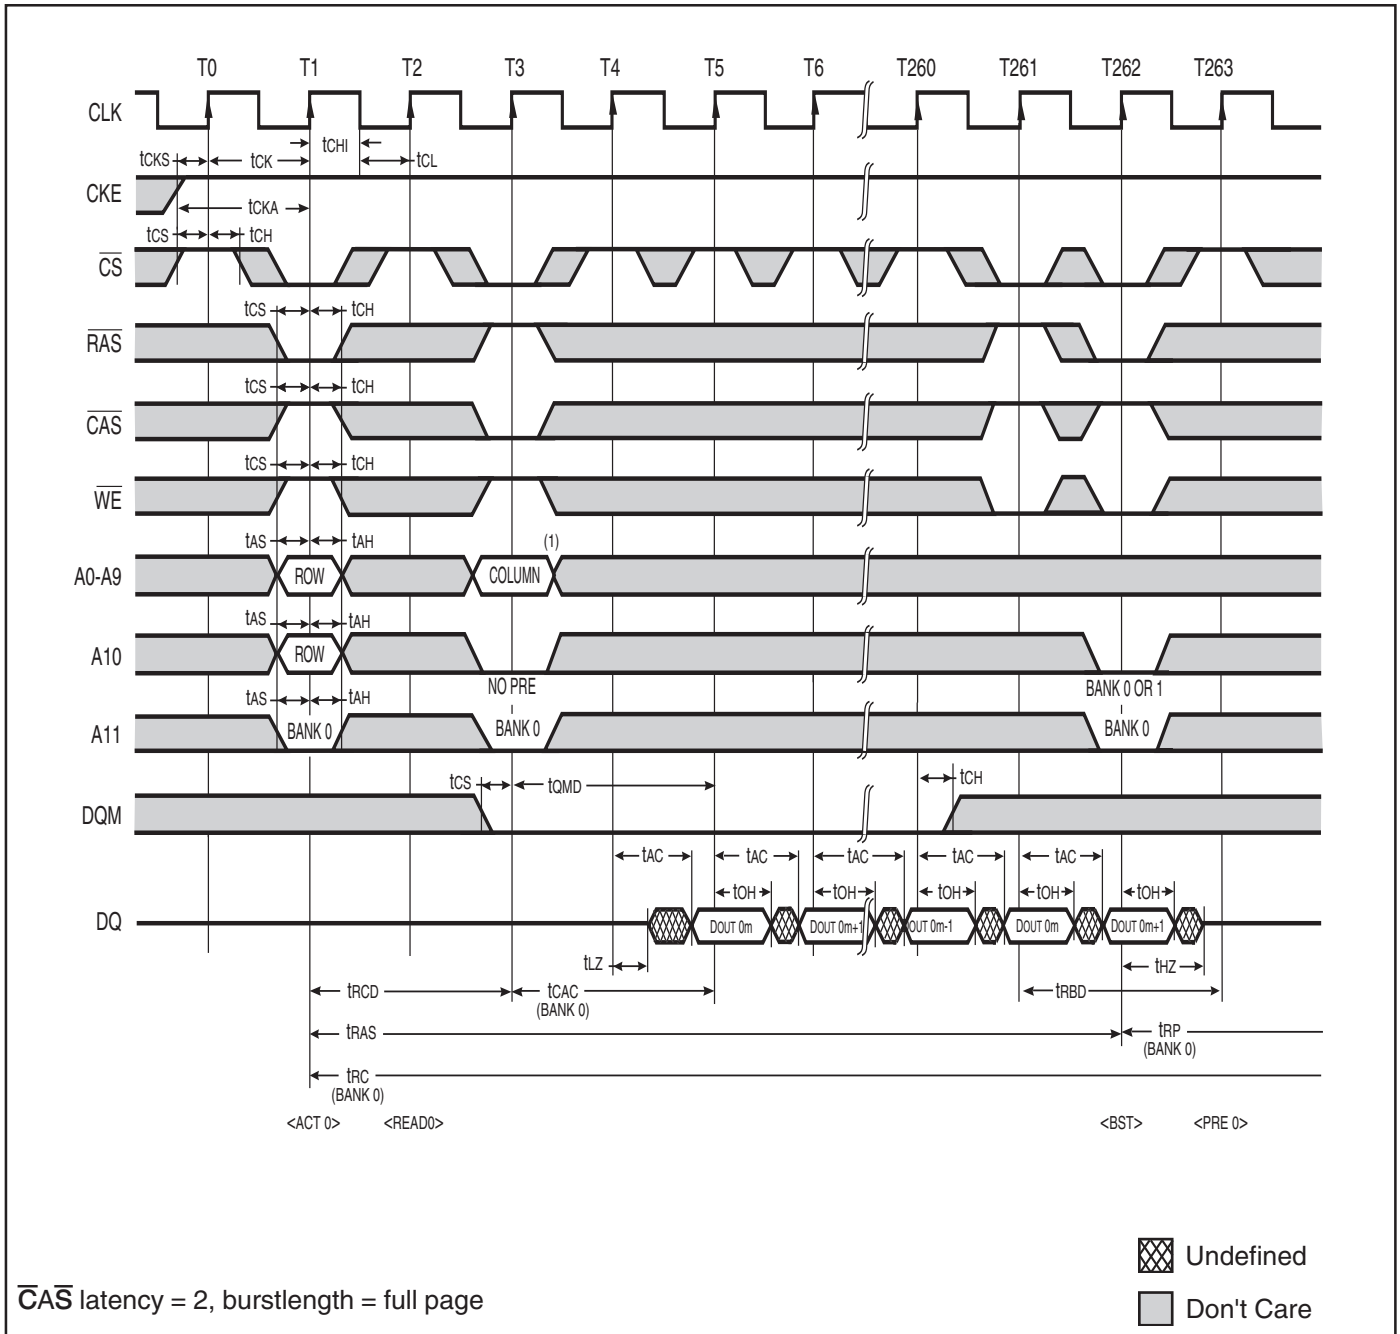 T0 T1 T2 T3 T4 T5 T6 T260 T261 T262 T263
CLK
tCHI
tCKS tCK tCL
CKE
tCKA
tCS tCH
CS
tCS tCH
RAS
tCS tCH
CAS
tCS tCH
WE
tAS tAH (1)
A0-A9 ROW COLUMN
tAS tAH
A10 ROW
NO PRE BANK 0 OR 1
tAS tAH
A11 BANK 0 BANK 0 BANK 0
tCS tQMD tCH
DQM
tAC tAC tAC tAC tAC
tOH tOH tOH tOH tOH
DQ DOUT 0m DOUT 0m+1 OUT 0m-1 DOUT 0m DOUT 0m+1
tLZ tHZ
tRCD tCAC tRBD
(BANK 0)
tRAS tRP
(BANK 0)
tRC
(BANK 0)
<ACT 0> <READ0> <BST> <PRE 0>
Undefined
CAS latency = 2, burstlength = full page
Don't Care